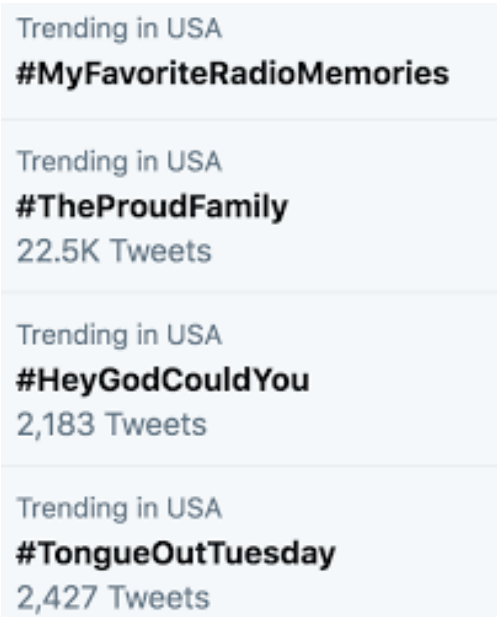 Trending in USA
#MyFavoriteRadioMemories
Trending in USA
#TheProudFamily
22.5K Tweets
Trending in USA
#HeyGodCouldYou
2,183 Tweets
Trending in USA
#TongueOutTuesday
2,427 Tweets